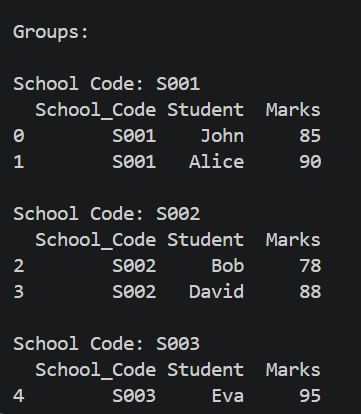 Groups:
School Code: S001
School_Code Student Marks
0 S001 John 85
1 S001 Alice 90
School Code: S002
School_Code Student Marks
2 S002 Bob 78
3 S002 David 88
School Code: S003
School_Code Student Marks
4 S003 Eva 95